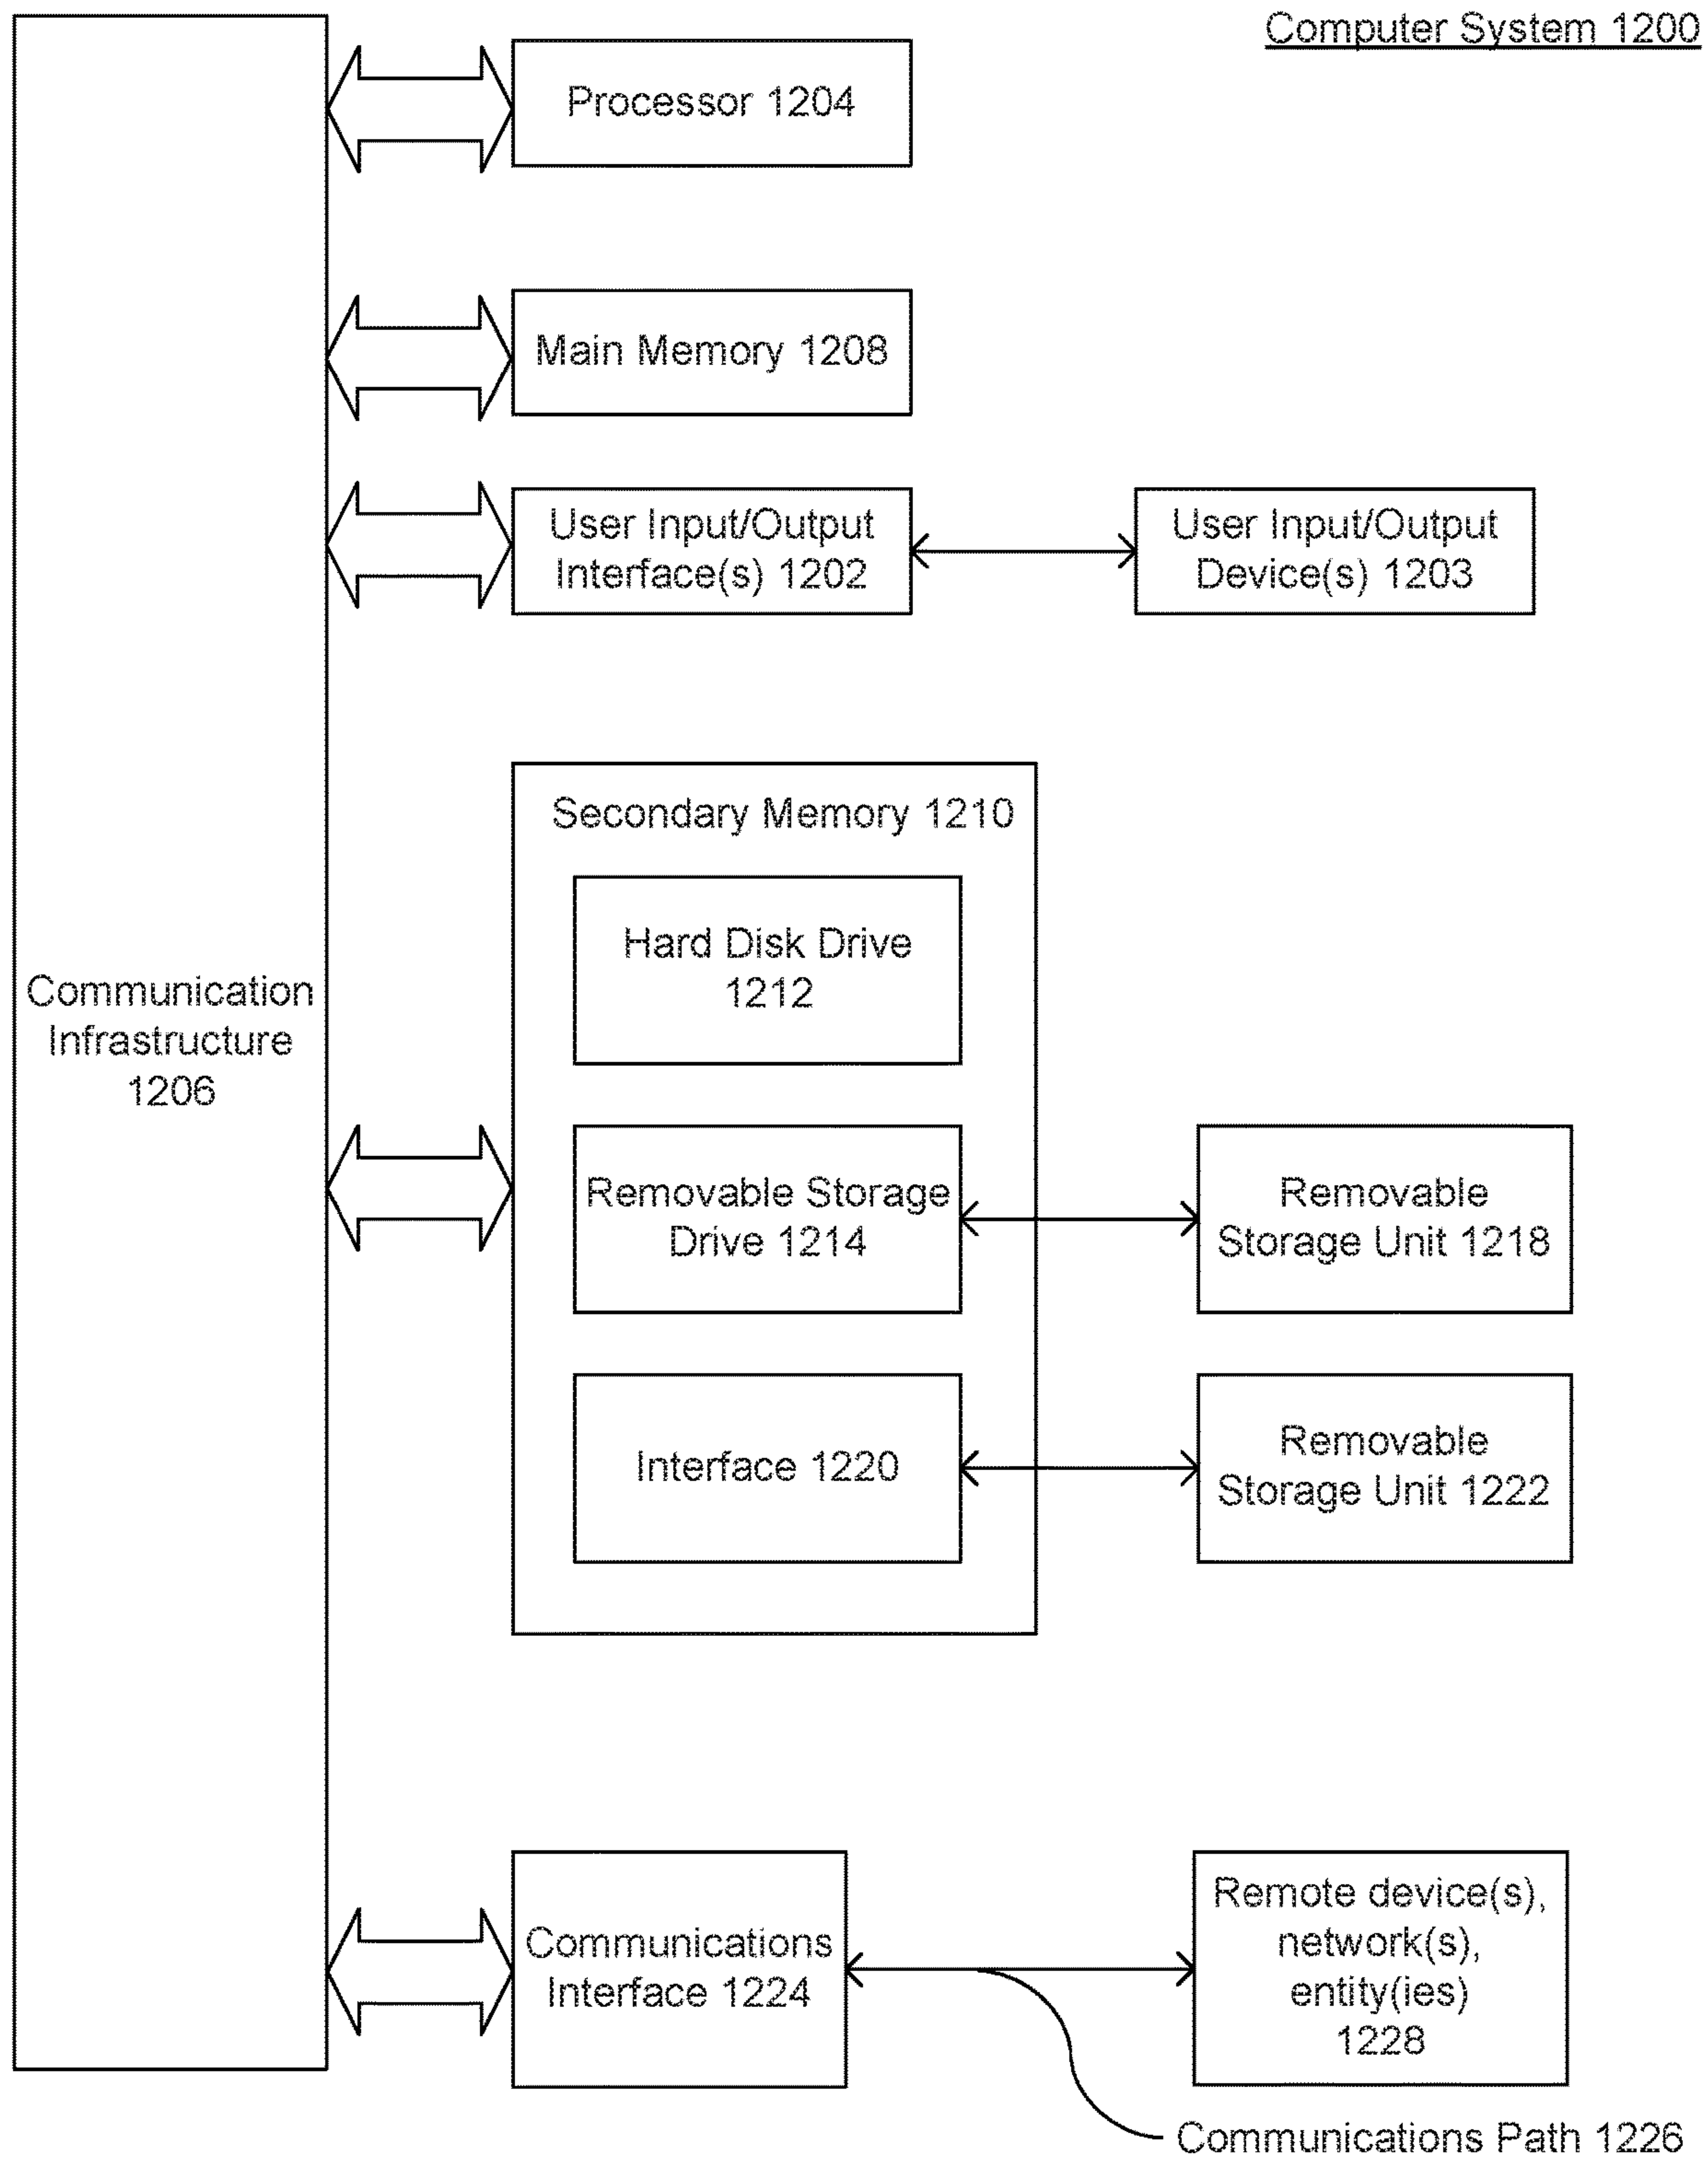 Computer System 1200
Processor 1204
Main Memory 1208
User Input/Output
Interface(s) 1202
User Input/Output
Device(s) 1203
Secondary Memory 1210
Hard Disk Drive
1212
Communication
Infrastructure
1206
Removable Storage
Drive 1214
Removable
Storage Unit 1218
Interface 1220
Removable
Storage Unit 1222
Communications
Interface 1224
Remote device(s),
network(s),
entity(ies)
1228
Communications Path 1226